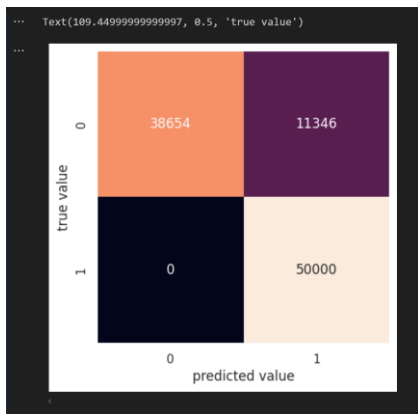 Text(109.44999999999997, 0.5, 'true value')
0
38654
11346
true value
1
0
50000
0
1
predicted value